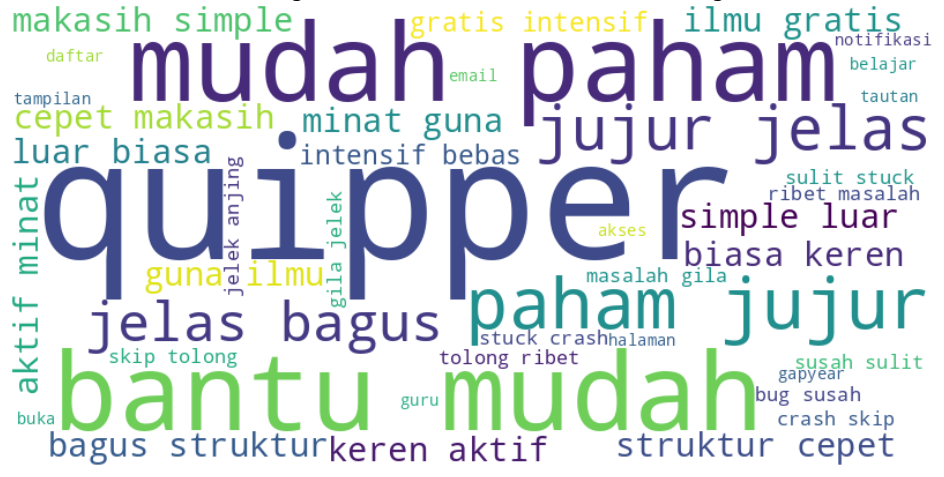 makasih simple
gratis intensif
ilmu gratis
mudah paham
notifikasi
daftar
email
belajar
tampilan
tautan
cepet makasih
minat guna
jujur jelas
luar biasa
intensif bebas
quipper
jelek anjing
gila jelek
aktif minat
sulit stuck
ribet masalah
simple luar
akses
biasa keren
guna ilmu
masalah gila
paham jujur
jelas bagus
stuck crash
halaman
skip tolong
tolong ribet
susah sulit
gapyear
bantu mudah
bug susah
guru
buka
crash skip
bagus struktur
keren aktif
struktur cepet